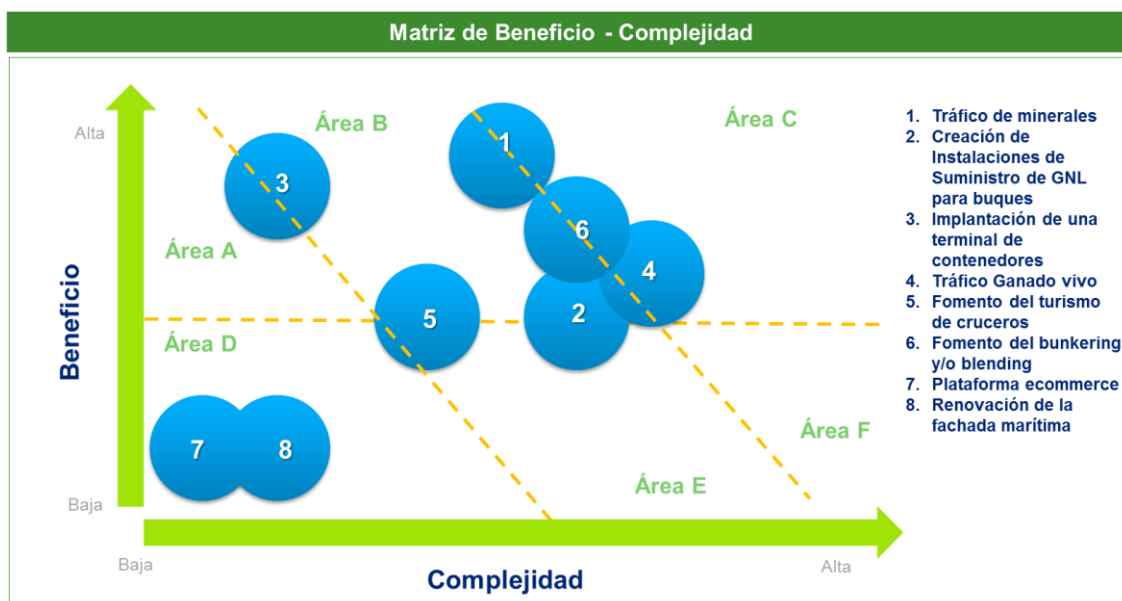 Matriz de Beneficio - Complejidad
Alta
Beneficio
Baja
Área A
Área B
Área C
Área D
Área E
Área F
3
1
6
4
5
2
7
8
Baja
Complejidad
Alta
1. Tráfico de minerales
2. Creación de
Instalaciones de
Suministro de GNL
para buques
3. Implantación de una
terminal de
contenedores
4. Tráfico Ganado vivo
5. Fomento del turismo
de cruceros
6. Fomento del bunkering
y/o blending
7. Plataforma ecommerce
8. Renovación de la
fachada marítima